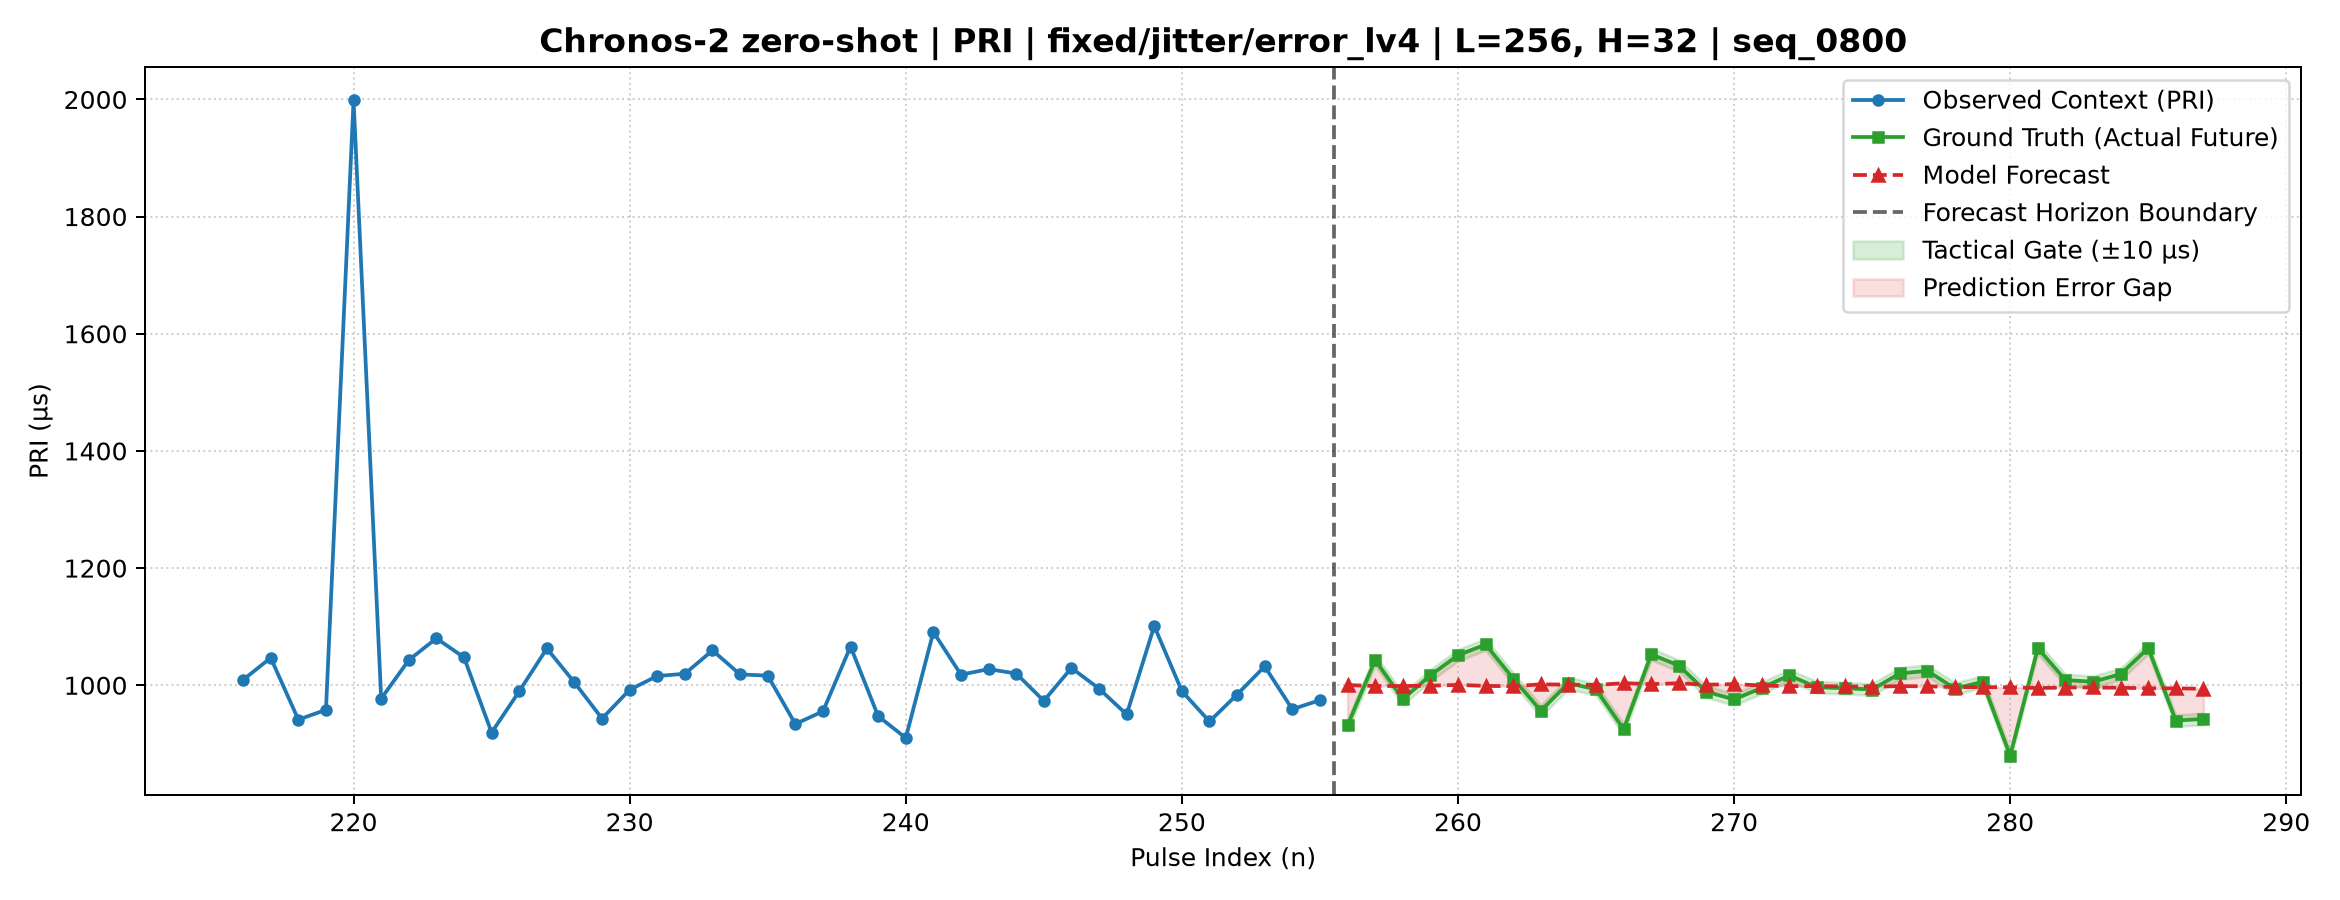 Chronos-2 zero-shot | PRI | fixed/jitter/error_lv4 | L=256, H=32 | seq_0800
PRI (µs)
2000
1800
1600
1400
1200
1000
Observed Context (PRI)
Ground Truth (Actual Future)
Model Forecast
Forecast Horizon Boundary
Tactical Gate (±10 µs)
Prediction Error Gap
220 230 240 250 260 270 280 290
Pulse Index (n)